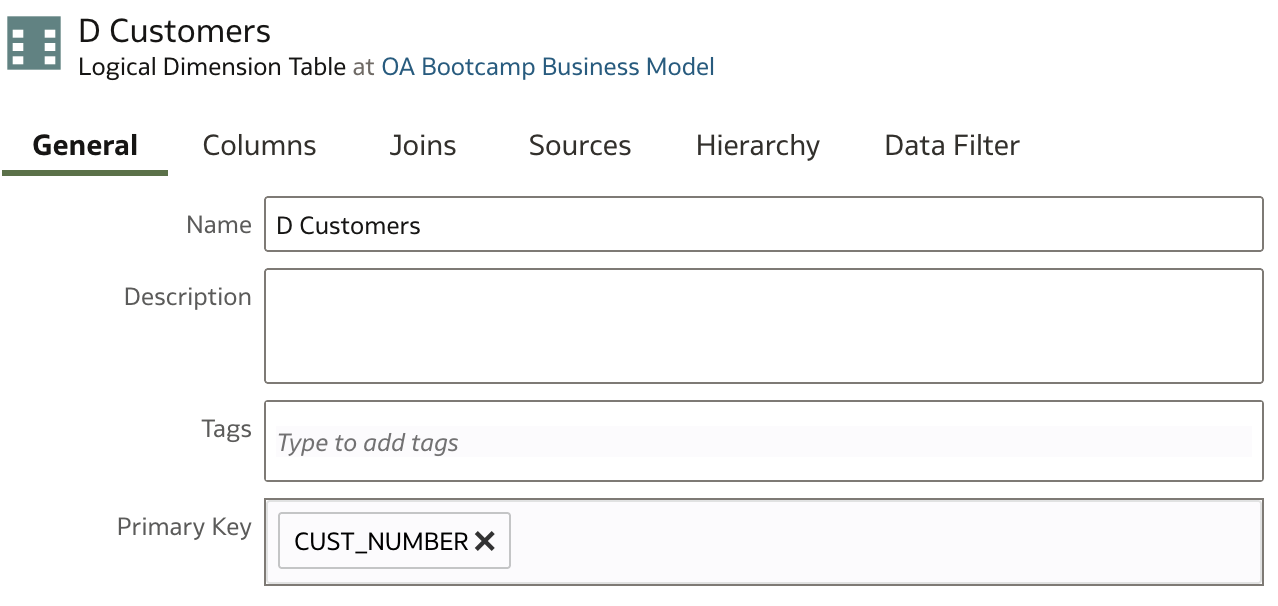 D Customers
Logical Dimension Table at OA Bootcamp Business Model
General Columns Joins Sources Hierarchy Data Filter
Name D Customers
Description
Tags Type to add tags
Primary Key CUST_NUMBER